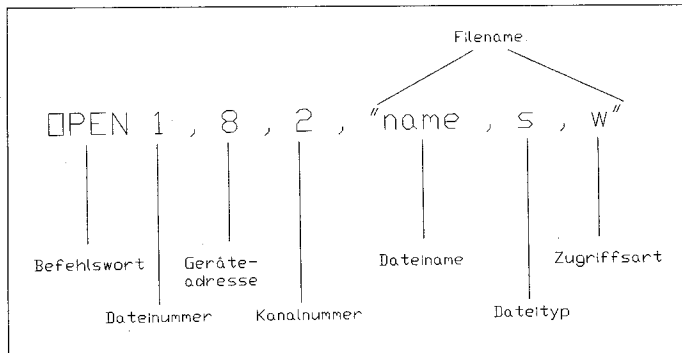 Filename
OPEN 1 , 8 , 2 , "name , s , w"
Befehlswort
Geräte-
adresse
Dateiname
Zugriffsart
Dateinummer
Kanalnummer
Dateityp